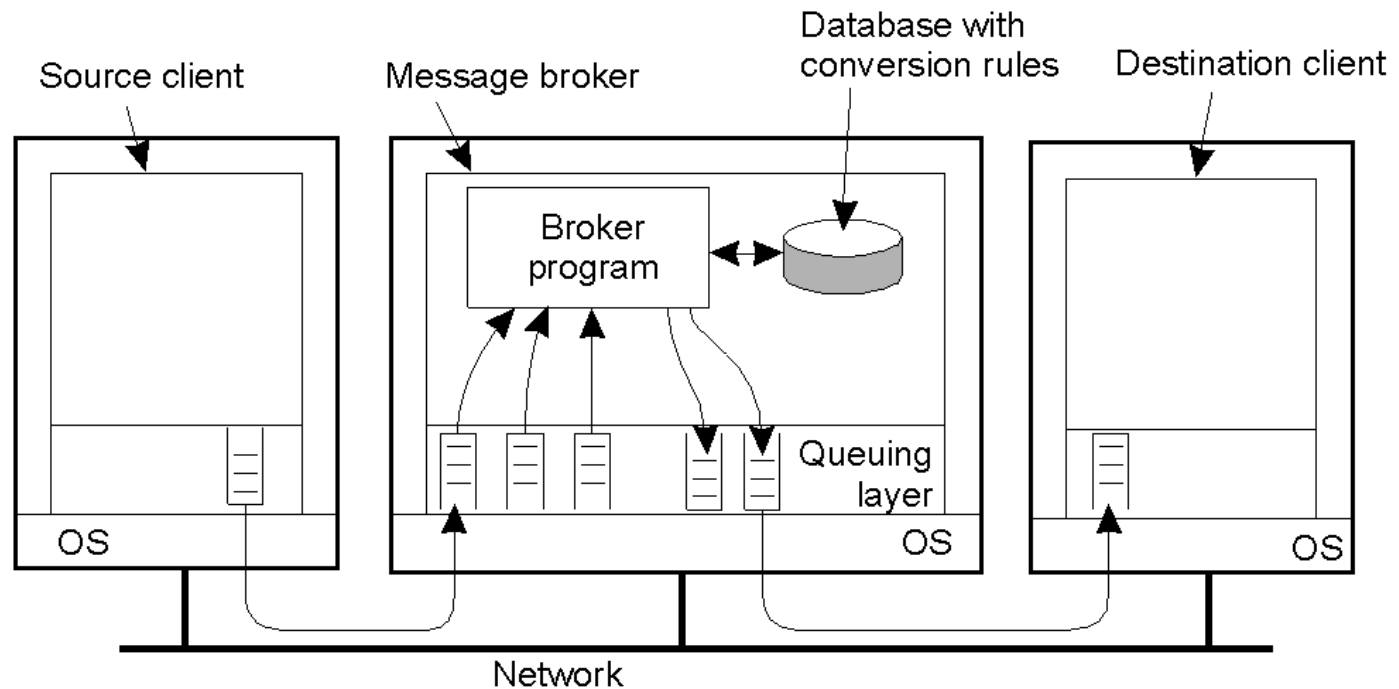 Source client
Message broker
Database with
conversion rules
Destination client
Broker
program
Queuing
layer
OS
OS
OS
Network